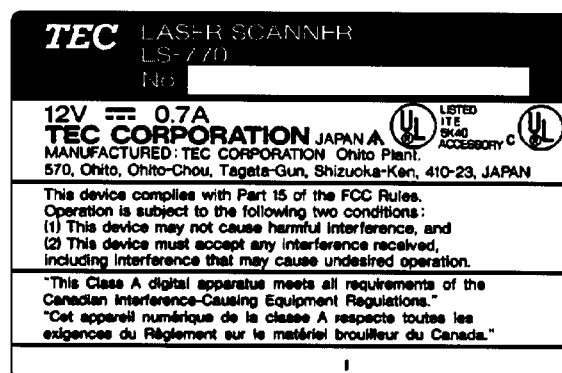 TEC LASER SCANNER
LS-770
No
12V ⎓ 0.7A
TEC CORPORATION JAPAN A
MANUFACTURED: TEC CORPORATION Ohito Plant.
570, Ohito, Ohito-Chou, Tagata-Gun, Shizuoka-Ken, 410-23, JAPAN
UL
LISTED
ITE
5K40
ACCESSORY
C UL
This device complies with Part 15 of the FCC Rules.
Operation is subject to the following two conditions:
(1) This device may not cause harmful interference, and
(2) This device must accept any interference received,
including interference that may cause undesired operation.
"This Class A digital apparatus meets all requirements of the
Canadian Interference-Causing Equipment Regulations."
"Cet appareil numérique de la classe A respecte toutes les
exigences du Règlement sur le matériel brouilleur du Canada."